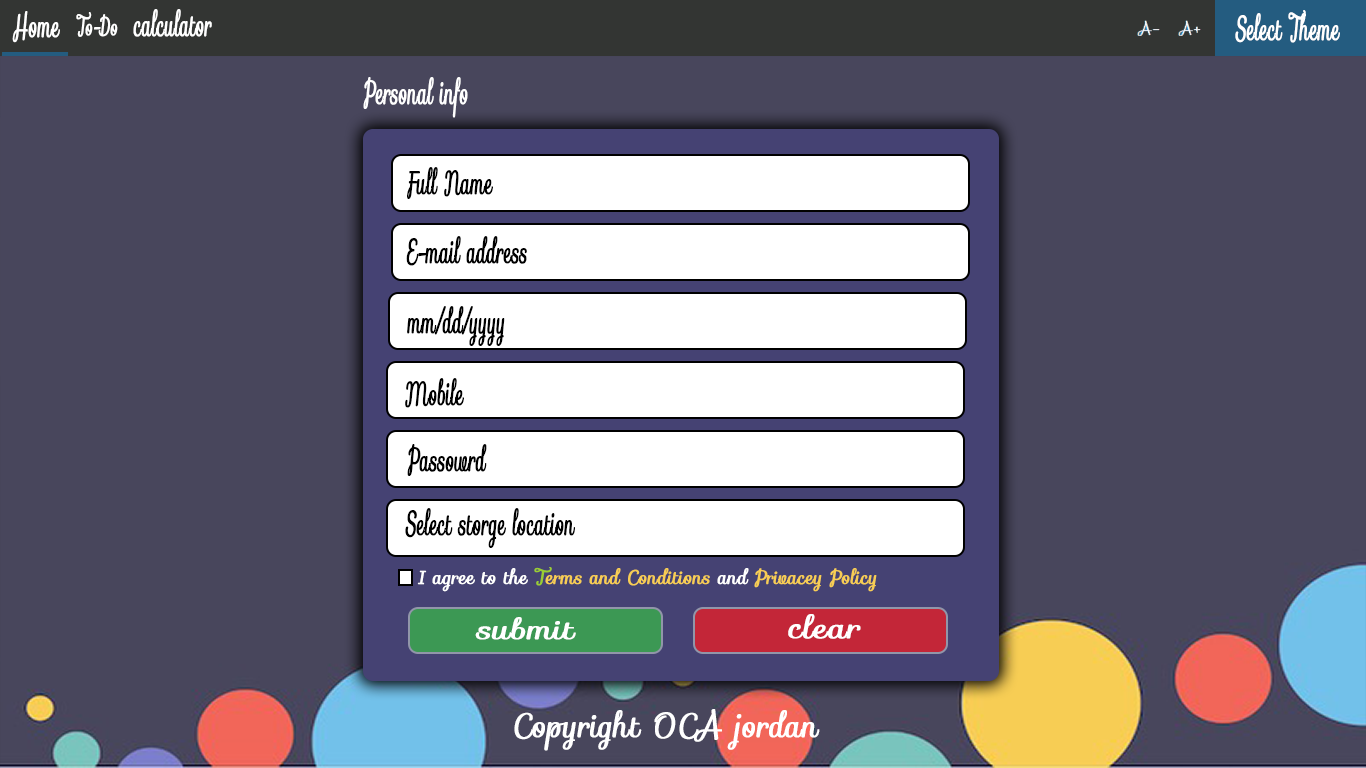 Home To-Do calculator A- A+ Select Theme
Personal info
Full Name
E-mail address
mm/dd/yyyy
Mobile
Passowrd
Select storge location
I agree to the Terms and Conditions and Privacey Policy
submit clear
Copyright OCA jordan